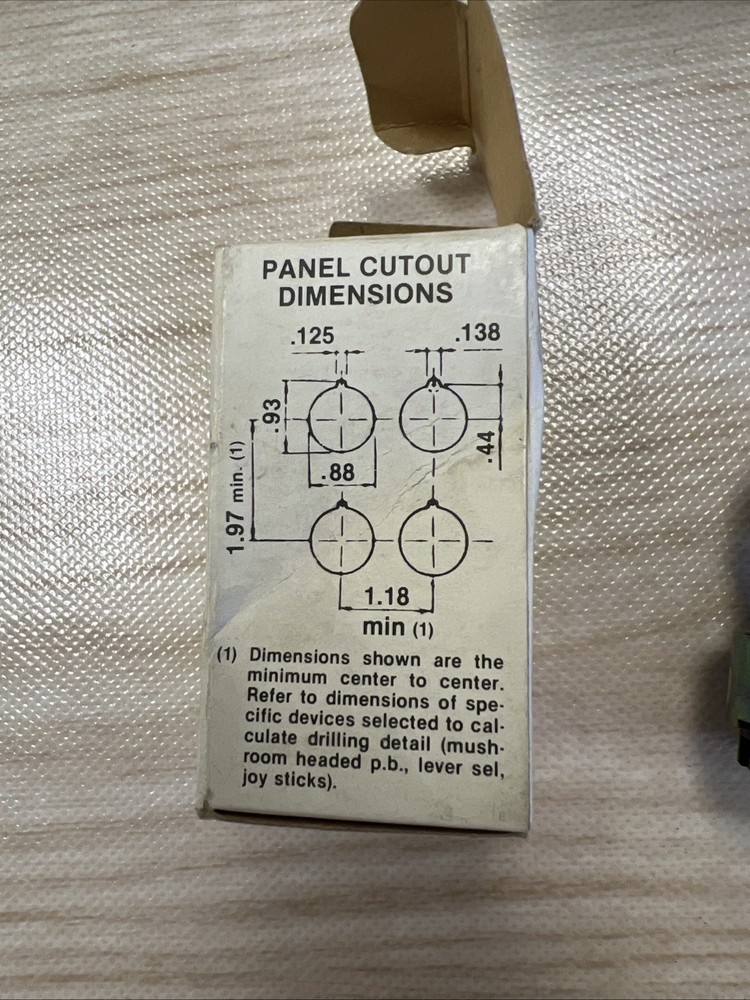 PANEL CUTOUT
DIMENSIONS
.125
.138
.93
.44
.88
1.97 min. (1)
1.18
min (1)
(1) Dimensions shown are the
minimum center to center.
Refer to dimensions of spe-
cific devices selected to cal-
culate drilling detail (mush-
room headed p.b., lever sel,
joy sticks).